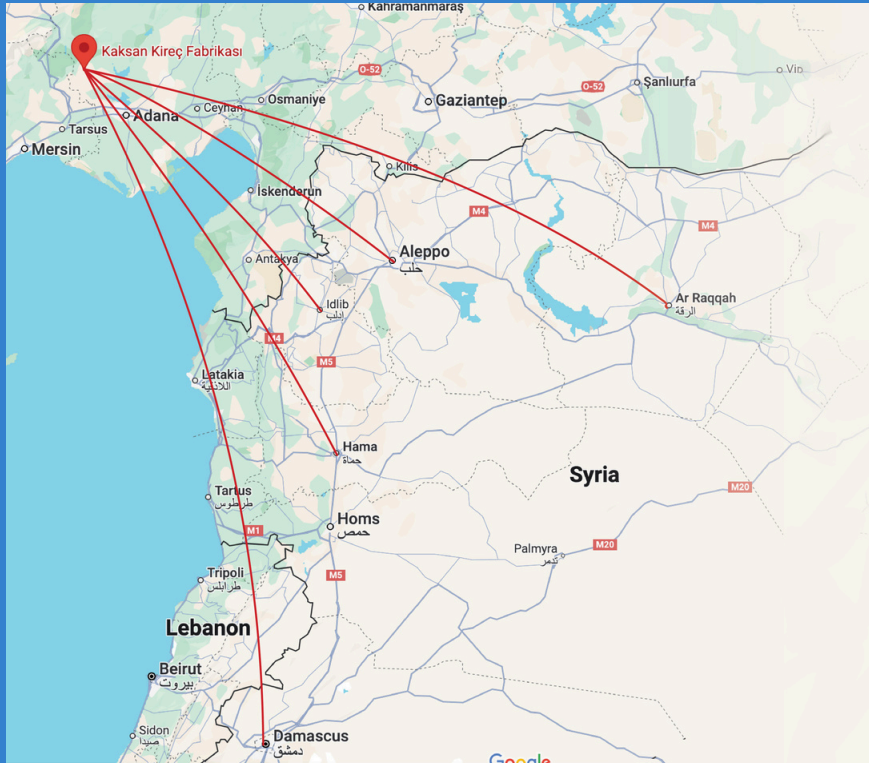 Kahramanmaraş
Kaksan Kireç Fabrikası
O-52
O-52
Şanlıurfa
Gaziantep
Osmaniye
Ceyhan
Adana
Tarsus
Mersin
Kilis
İskenderun
M4
M4
Antakya
Aleppo
حلب
Idlib
ادلب
Ar Raqqah
الرقة
M4
M5
Latakia
اللاذقية
Hama
حماة
Syria
M20
Tartus
طرطوس
Homs
حمص
M1
Palmyra
تدمر
M20
Tripoli
طرابلس
M5
Lebanon
Beirut
بيروت
Sidon
صيدا
Damascus
دمشق
Google